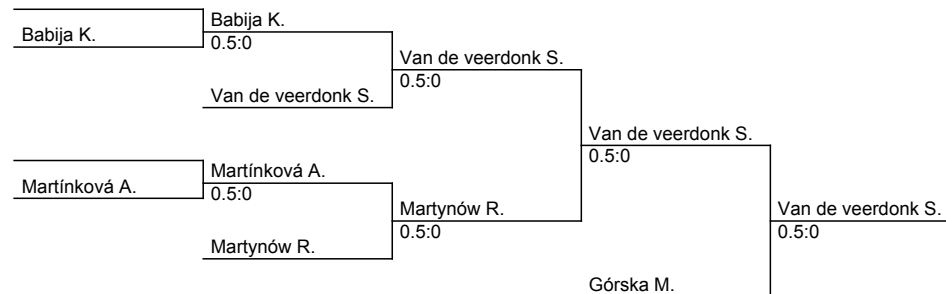 Babija K.
Babija K.
0.5:0
Van de veerdonk S.
Van de veerdonk S.
0.5:0
Martínková A.
Martínková A.
0.5:0
Martynów R.
Martynów R.
0.5:0
Van de veerdonk S.
0.5:0
Górska M.
Van de veerdonk S.
0.5:0